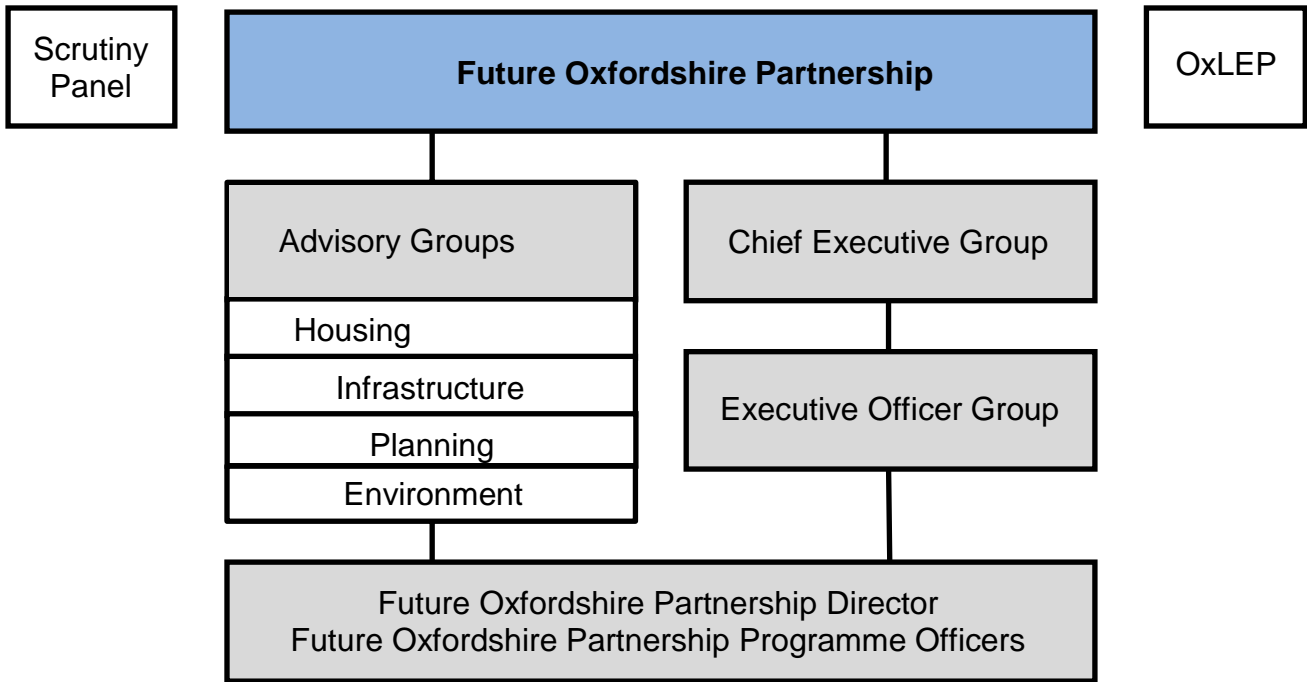 Scrutiny
Panel
Future Oxfordshire Partnership
OxLEP
Advisory Groups
Housing
Infrastructure
Planning
Environment
Chief Executive Group
Executive Officer Group
Future Oxfordshire Partnership Director
Future Oxfordshire Partnership Programme Officers